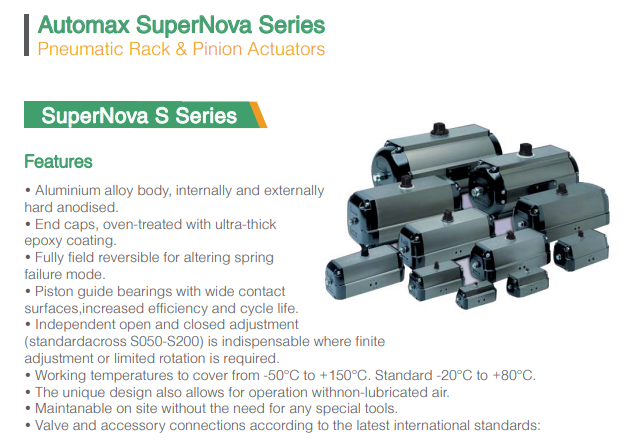 Automax SuperNova Series
Pneumatic Rack & Pinion Actuators
SuperNova S Series
Features
• Aluminium alloy body, internally and externally
hard anodised.
• End caps, oven-treated with ultra-thick
epoxy coating.
• Fully field reversible for altering spring
failure mode.
• Piston guide bearings with wide contact
surfaces,increased efficiency and cycle life.
• Independent open and closed adjustment
(standardacross S050-S200) is indispensable where finite
adjustment or limited rotation is required.
• Working temperatures to cover from -50ºC to +150ºC. Standard -20ºC to +80ºC.
• The unique design also allows for operation withnon-lubricated air.
• Maintanable on site without the need for any special tools.
• Valve and accessory connections according to the latest international standards: